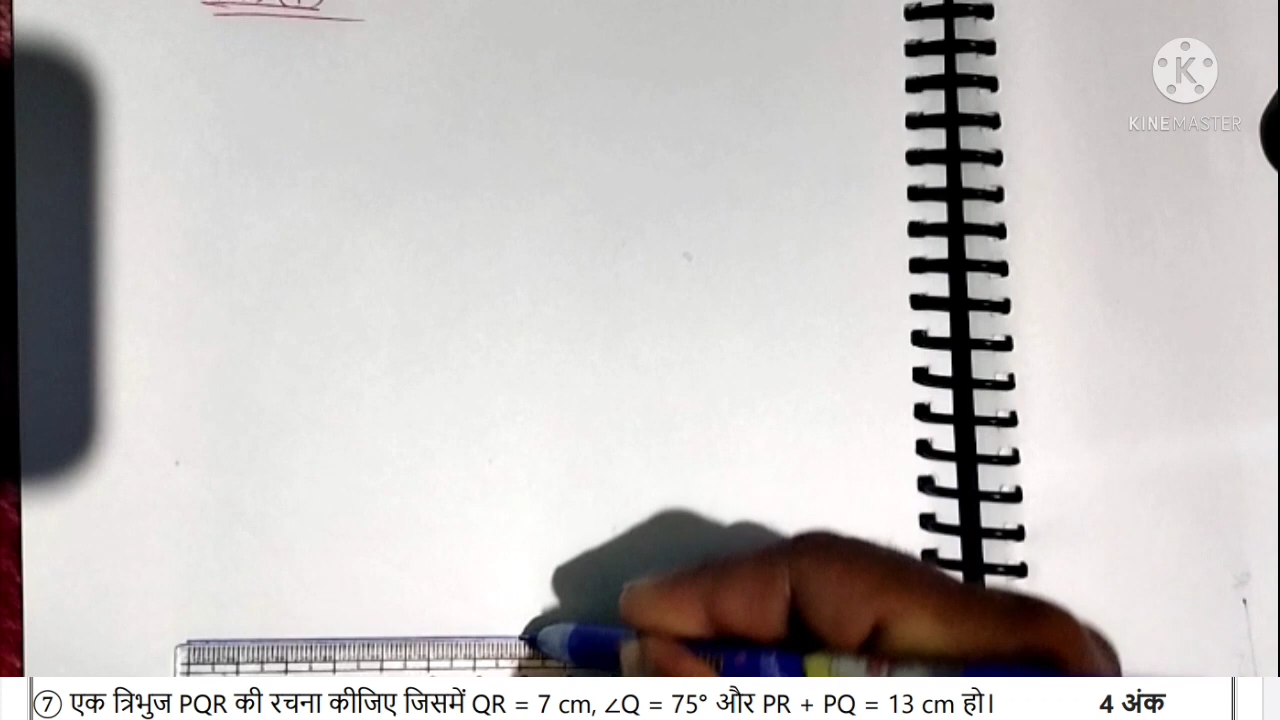 KINEMASTER
⑦ एक त्रिभुज PQR की रचना कीजिए जिसमें QR = 7 cm, ∠Q = 75° और PR + PQ = 13 cm हो। 4 अंक